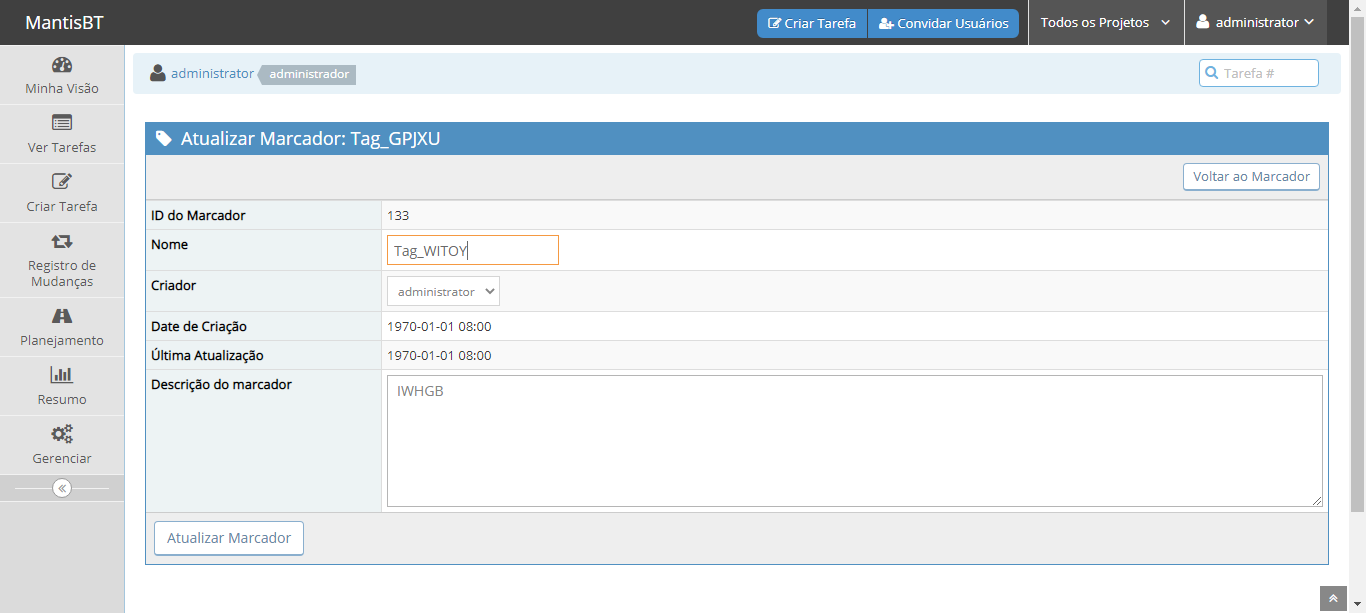 MantisBT
Criar Tarefa
Convidar Usuários
Todos os Projetos
administrator
Minha Visão
Ver Tarefas
Criar Tarefa
Registro de
Mudanças
Planejamento
Resumo
Gerenciar
administrator administrador
Tarefa #
Atualizar Marcador: Tag_GPJXU
Voltar ao Marcador
ID do Marcador 133
Nome Tag_WITOY
Criador administrator
Date de Criação 1970-01-01 08:00
Última Atualização 1970-01-01 08:00
Descrição do marcador IWHGB
Atualizar Marcador